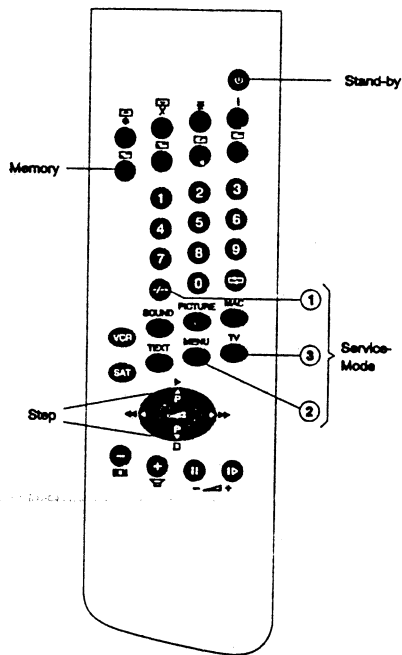 Stand-by
Memory
1 2 3
4 5 6
7 8 9
-/-- 0
1
SOUND PICTURE MAC
VCR TEXT MENU TV
3
Service-
Mode
SAT
2
P
Step
P
D
− + II I▷
− +